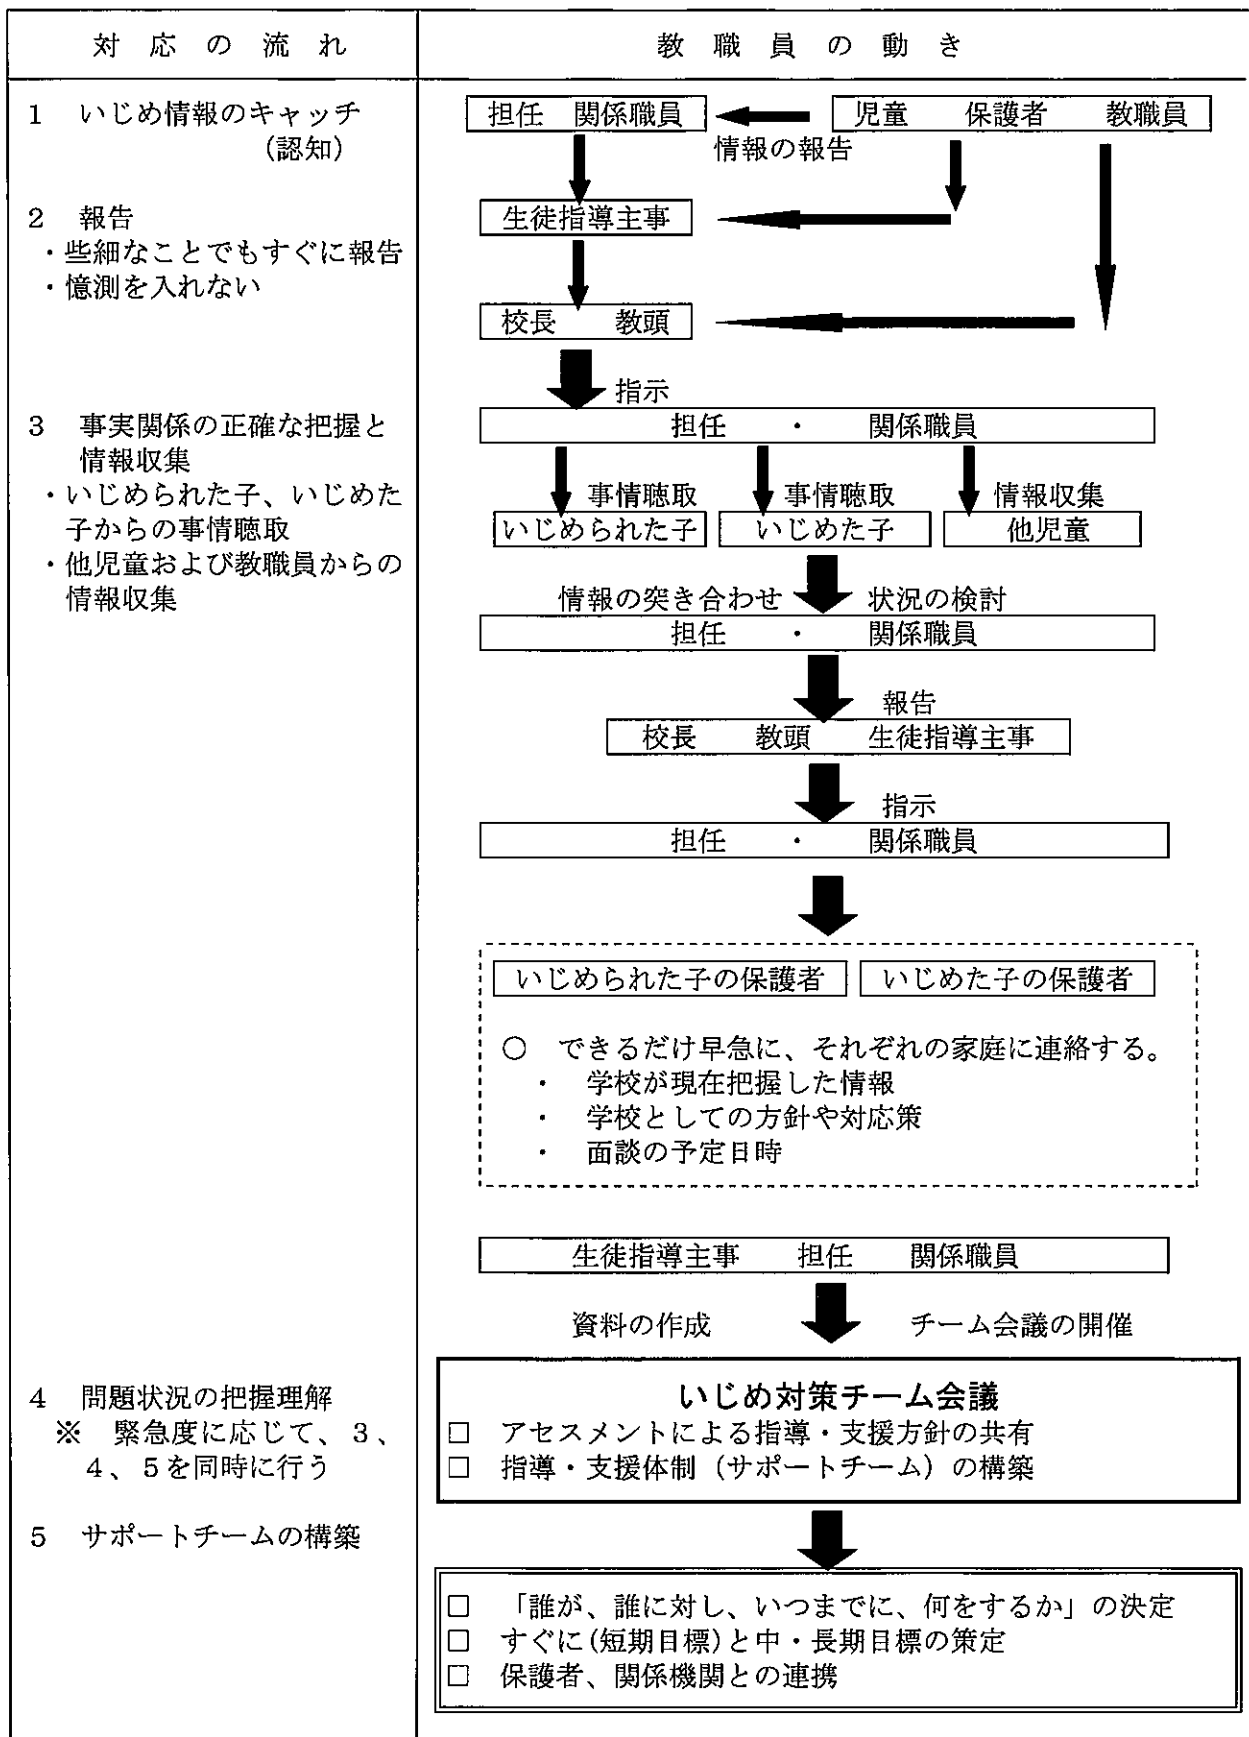 対応の流れ
教職員の動き
1 いじめ情報のキャッチ
(認知)
担任 関係職員
児童 保護者 教職員
情報の報告
2 報告
・些細なことでもすぐに報告
・憶測を入れない
生徒指導主事
校長 教頭
指示
3 事実関係の正確な把握と
情報収集
・いじめられた子、いじめた
子からの事情聴取
・他児童および教職員からの
情報収集
担任 ・ 関係職員
事情聴取 事情聴取 情報収集
いじめられた子 いじめた子 他児童
情報の突き合わせ 状況の検討
担任 ・ 関係職員
報告
校長 教頭 生徒指導主事
指示
担任 ・ 関係職員
いじめられた子の保護者 いじめた子の保護者
○ できるだけ早急に、それぞれの家庭に連絡する。
・ 学校が現在把握した情報
・ 学校としての方針や対応策
・ 面談の予定日時
生徒指導主事 担任 関係職員
資料の作成 チーム会議の開催
4 問題状況の把握理解
※ 緊急度に応じて、3、
4、5を同時に行う
いじめ対策チーム会議
□ アセスメントによる指導・支援方針の共有
□ 指導・支援体制(サポートチーム)の構築
5 サポートチームの構築
□ 「誰が、誰に対し、いつまでに、何をするか」の決定
□ すぐに(短期目標)と中・長期目標の策定
□ 保護者、関係機関との連携